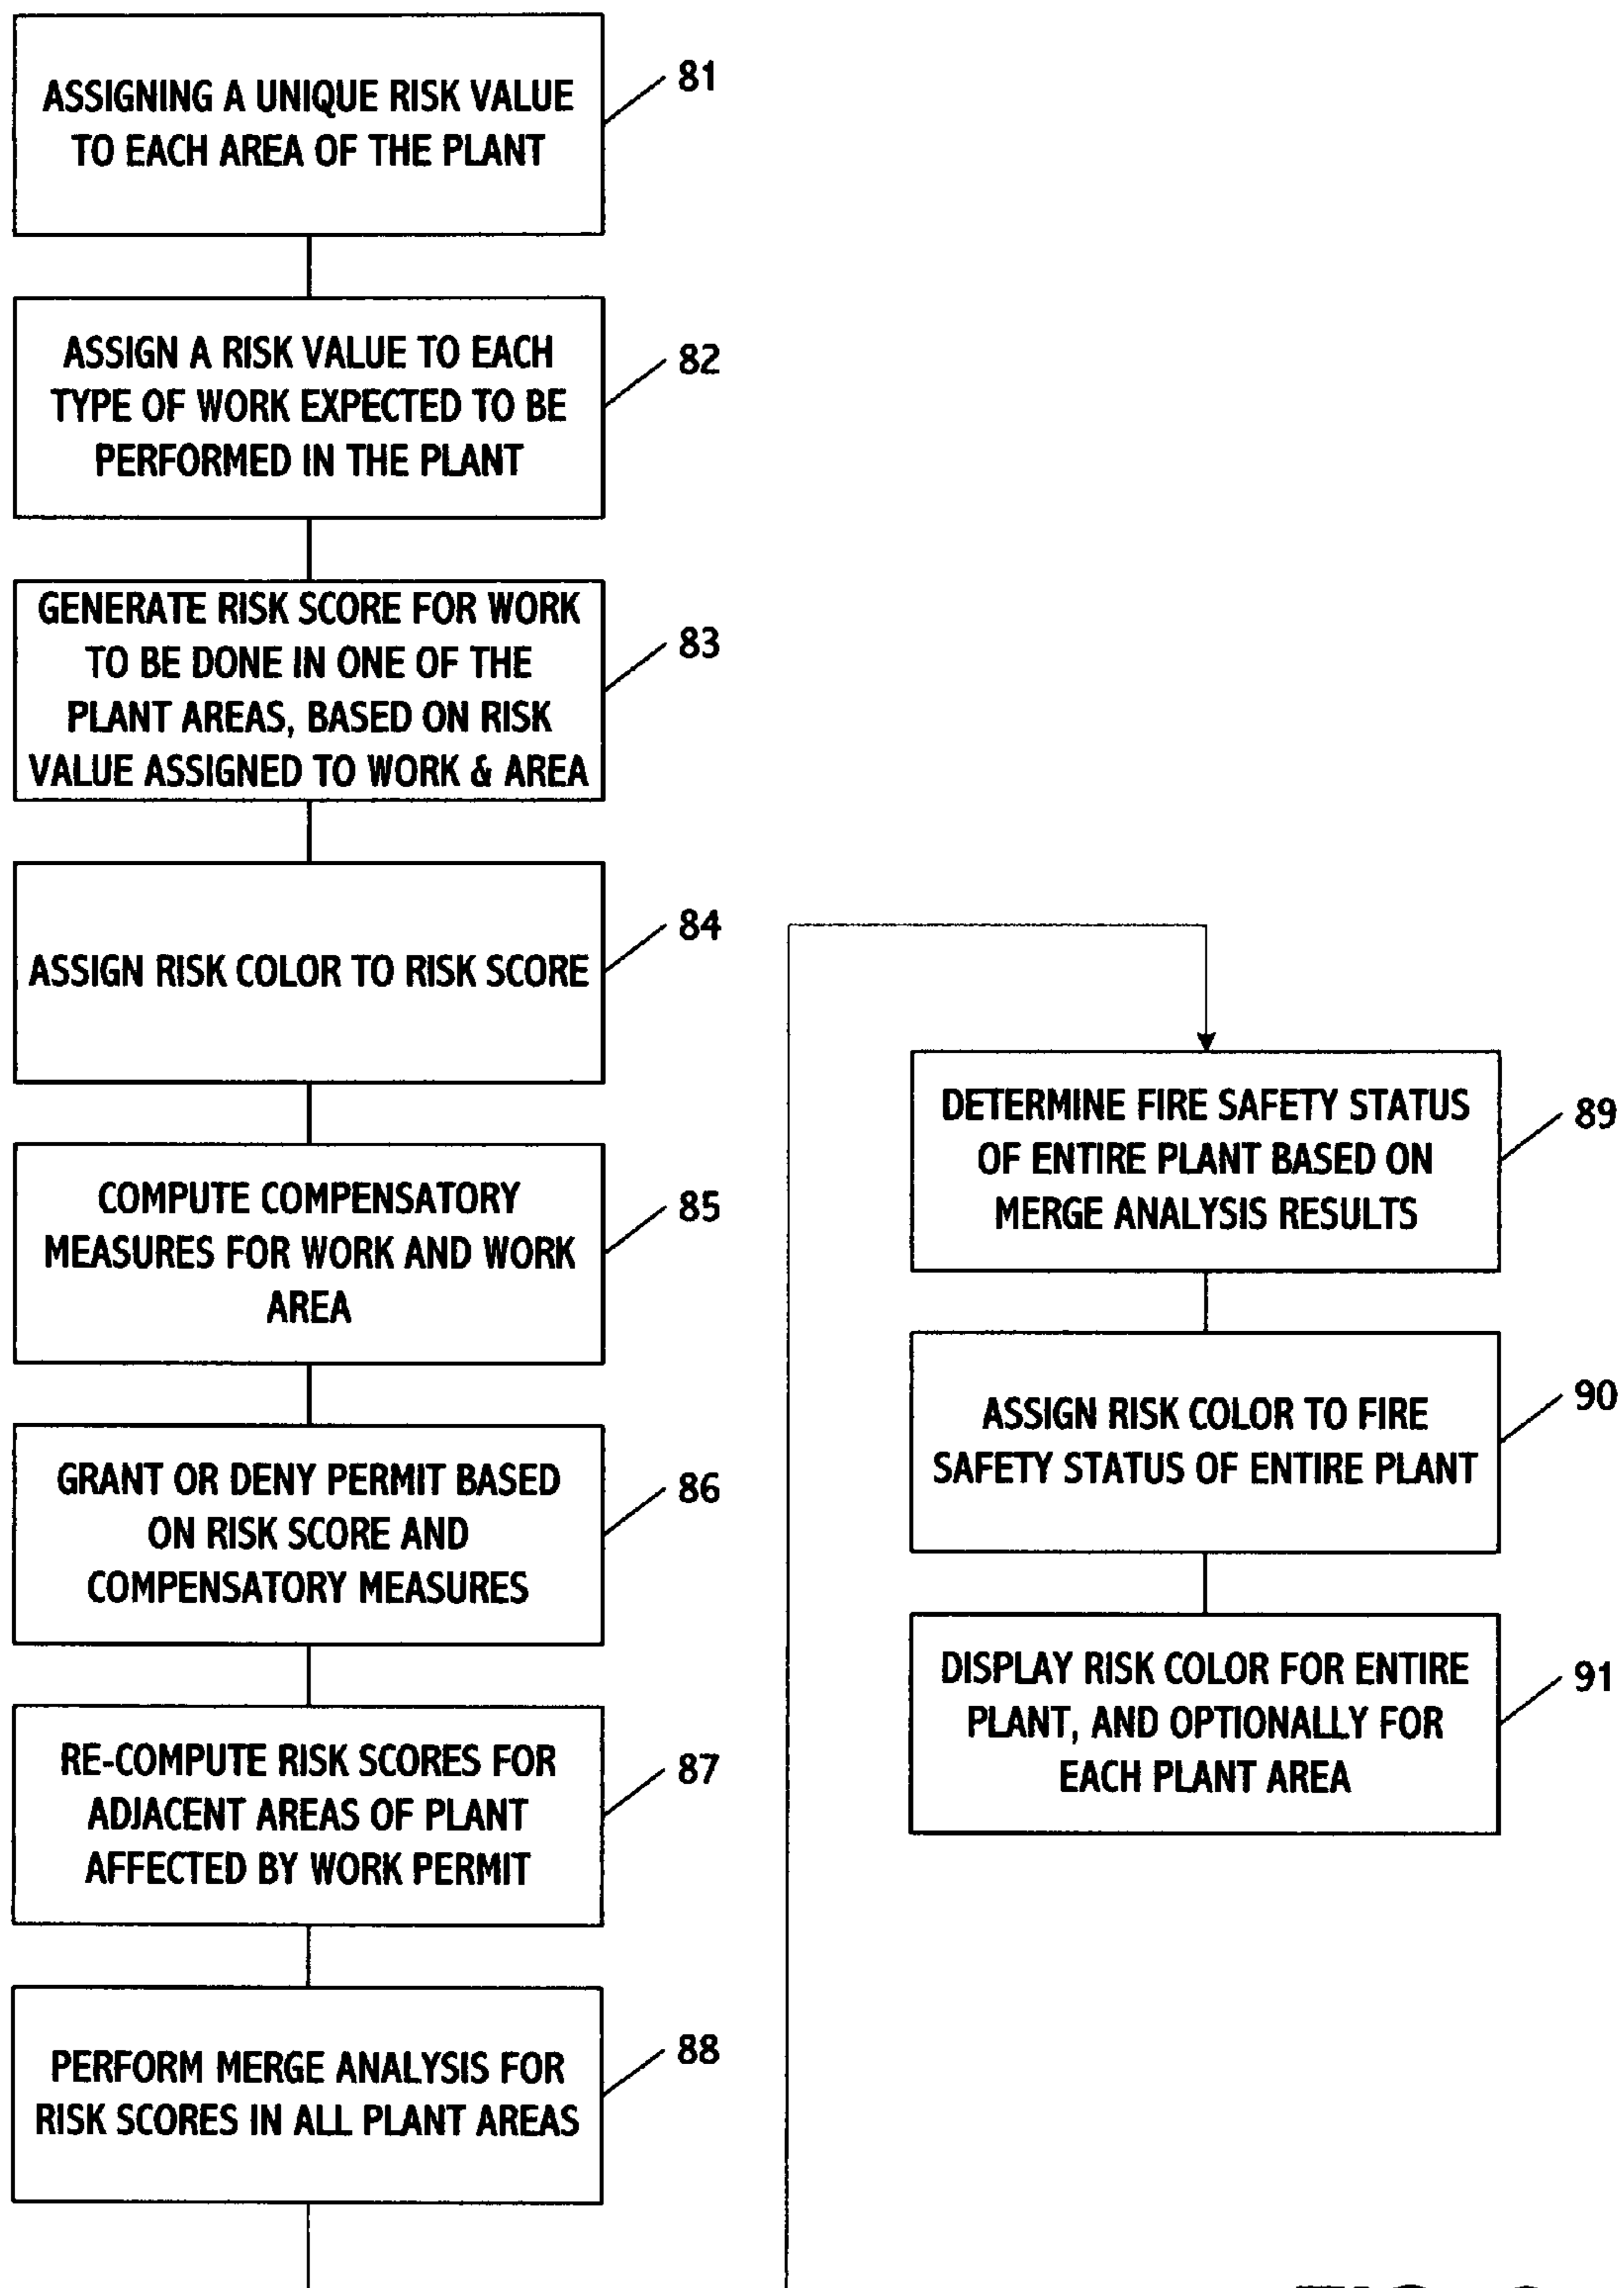 ASSIGNING A UNIQUE RISK VALUE
TO EACH AREA OF THE PLANT
81
ASSIGN A RISK VALUE TO EACH
TYPE OF WORK EXPECTED TO BE
PERFORMED IN THE PLANT
82
GENERATE RISK SCORE FOR WORK
TO BE DONE IN ONE OF THE
PLANT AREAS, BASED ON RISK
VALUE ASSIGNED TO WORK & AREA
83
ASSIGN RISK COLOR TO RISK SCORE
84
COMPUTE COMPENSATORY
MEASURES FOR WORK AND WORK
AREA
85
GRANT OR DENY PERMIT BASED
ON RISK SCORE AND
COMPENSATORY MEASURES
86
RE-COMPUTE RISK SCORES FOR
ADJACENT AREAS OF PLANT
AFFECTED BY WORK PERMIT
87
PERFORM MERGE ANALYSIS FOR
RISK SCORES IN ALL PLANT AREAS
88
DETERMINE FIRE SAFETY STATUS
OF ENTIRE PLANT BASED ON
MERGE ANALYSIS RESULTS
89
ASSIGN RISK COLOR TO FIRE
SAFETY STATUS OF ENTIRE PLANT
90
DISPLAY RISK COLOR FOR ENTIRE
PLANT, AND OPTIONALLY FOR
EACH PLANT AREA
91